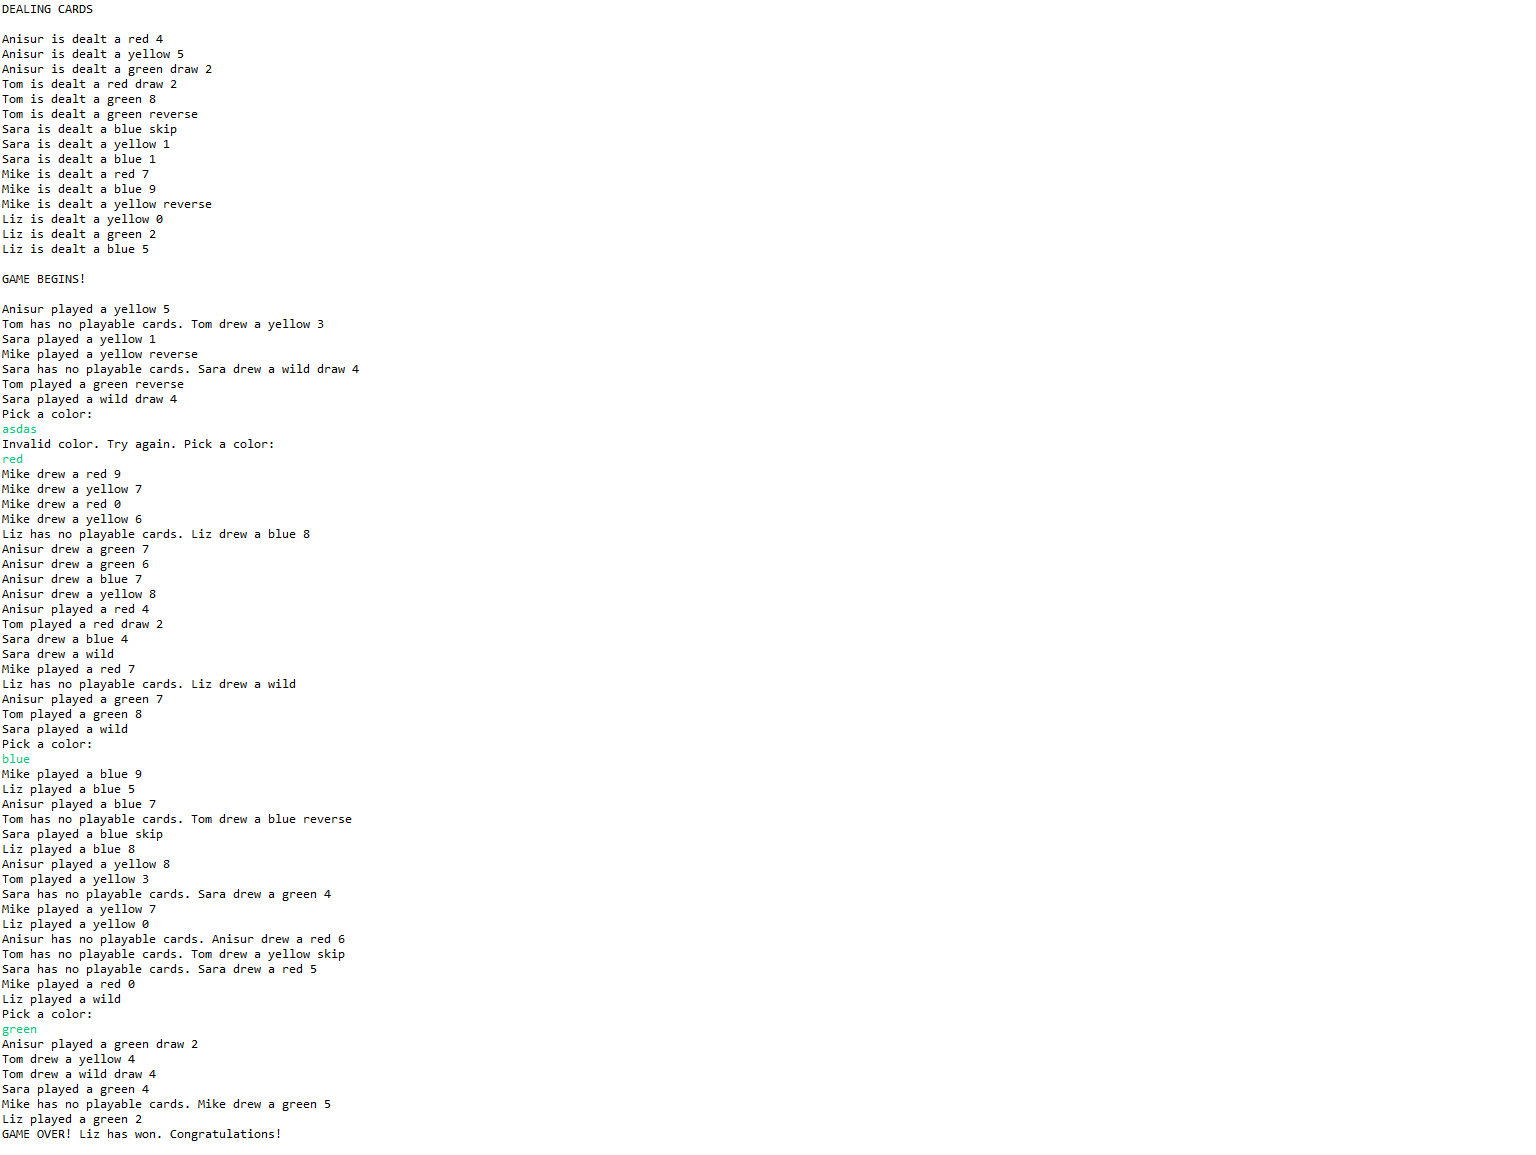 DEALING CARDS
Anisur is dealt a red 4
Anisur is dealt a yellow 5
Anisur is dealt a green draw 2
Tom is dealt a red draw 2
Tom is dealt a green 8
Tom is dealt a green reverse
Sara is dealt a blue skip
Sara is dealt a yellow 1
Sara is dealt a blue 1
Mike is dealt a red 7
Mike is dealt a blue 9
Mike is dealt a yellow reverse
Liz is dealt a yellow 0
Liz is dealt a green 2
Liz is dealt a blue 5
GAME BEGINS!
Anisur played a yellow 5
Tom has no playable cards. Tom drew a yellow 3
Sara played a yellow 1
Mike played a yellow reverse
Sara has no playable cards. Sara drew a wild draw 4
Tom played a green reverse
Sara played a wild draw 4
Pick a color:
asdas
Invalid color. Try again. Pick a color:
red
Mike drew a red 9
Mike drew a yellow 7
Mike drew a red 0
Mike drew a yellow 6
Liz has no playable cards. Liz drew a blue 8
Anisur drew a green 7
Anisur drew a green 6
Anisur drew a blue 7
Anisur drew a yellow 8
Anisur played a red 4
Tom played a red draw 2
Sara drew a blue 4
Sara drew a wild
Mike played a red 7
Liz has no playable cards. Liz drew a wild
Anisur played a green 7
Tom played a green 8
Sara played a wild
Pick a color:
blue
Mike played a blue 9
Liz played a blue 5
Anisur played a blue 7
Tom has no playable cards. Tom drew a blue reverse
Sara played a blue skip
Liz played a blue 8
Anisur played a yellow 8
Tom played a yellow 3
Sara has no playable cards. Sara drew a green 4
Mike played a yellow 7
Liz played a yellow 0
Anisur has no playable cards. Anisur drew a red 6
Tom has no playable cards. Tom drew a yellow skip
Sara has no playable cards. Sara drew a red 5
Mike played a red 0
Liz played a wild
Pick a color:
green
Anisur played a green draw 2
Tom drew a yellow 4
Tom drew a wild draw 4
Sara played a green 4
Mike has no playable cards. Mike drew a green 5
Liz played a green 2
GAME OVER! Liz has won. Congratulations!